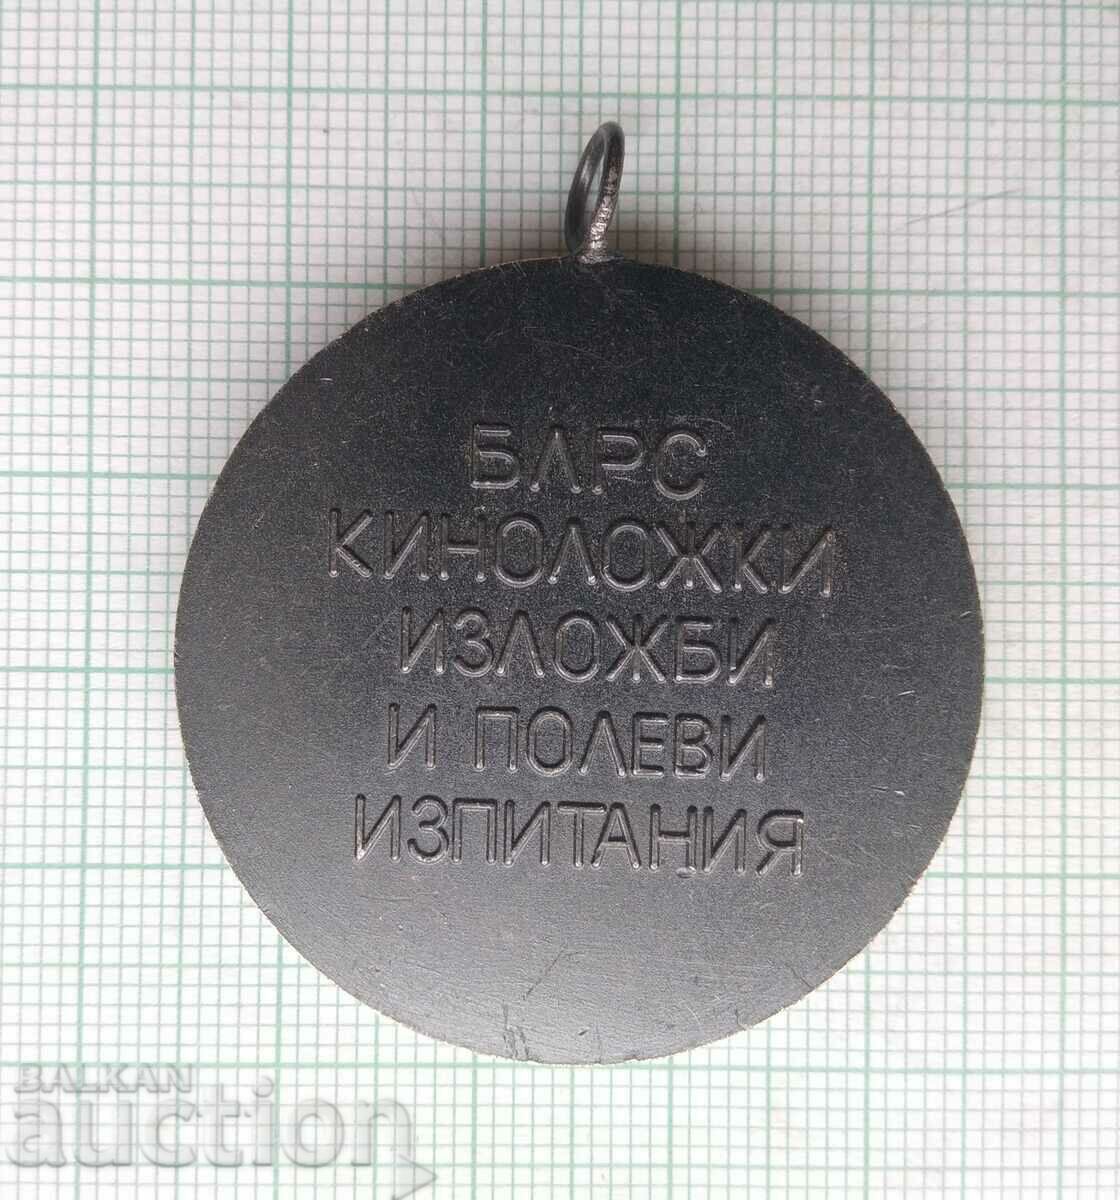 БЛРС
КИНОЛОЖКИ
ИЗЛОЖБИ
И ПОЛЕВИ
ИЗПИТАНИЯ
BALKAN
auction